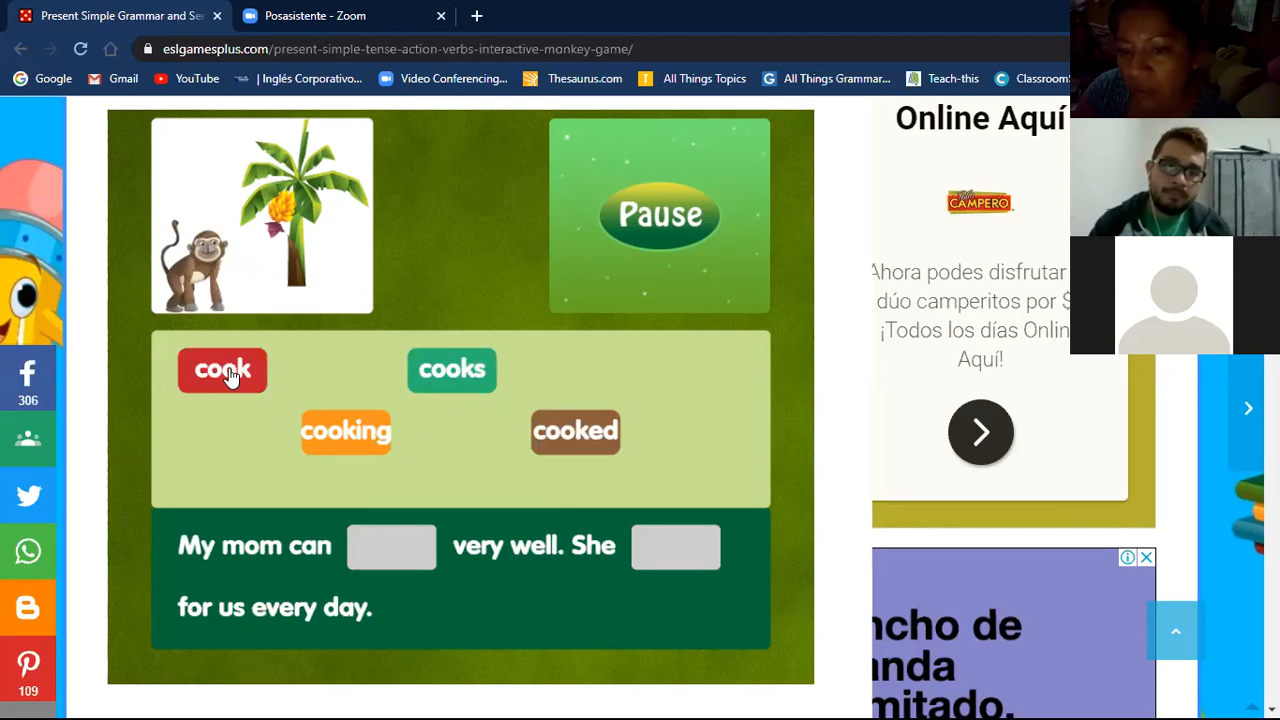 Present Simple Grammar and Sen
Posasistente - Zoom
eslgamesplus.com/present-simple-tense-action-verbs-interactive-monkey-game/
Google
Gmail
YouTube
| Inglés Corporativo...
Video Conferencing...
Thesaurus.com
All Things Topics
All Things Grammar...
Teach-this
ClassroomS
Pause
cook
cooks
cooking
cooked
My mom can very well. She
for us every day.
306
109
Online Aquí
CAMPERO
Ahora podes disfrutar
dúo camperitos por $
¡Todos los días Onlin
Aquí!
ncho de
anda
mitado.